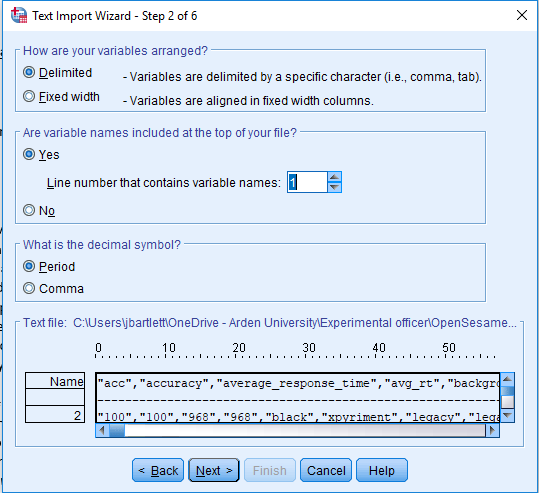 Text Import Wizard - Step 2 of 6
How are your variables arranged?
Delimited - Variables are delimited by a specific character (i.e., comma, tab).
Fixed width - Variables are aligned in fixed width columns.
Are variable names included at the top of your file?
Yes
Line number that contains variable names: 1
No
What is the decimal symbol?
Period
Comma
Text file: C:\Users\jbartlett\OneDrive - Arden University\Experimental officer\OpenSesame...
0 10 20 30 40 50
Name "acc","accuracy","average_response_time","avg_rt","backgro
2 "100","100","968","968","black","xpyriment","legacy","lega
< Back Next > Finish Cancel Help